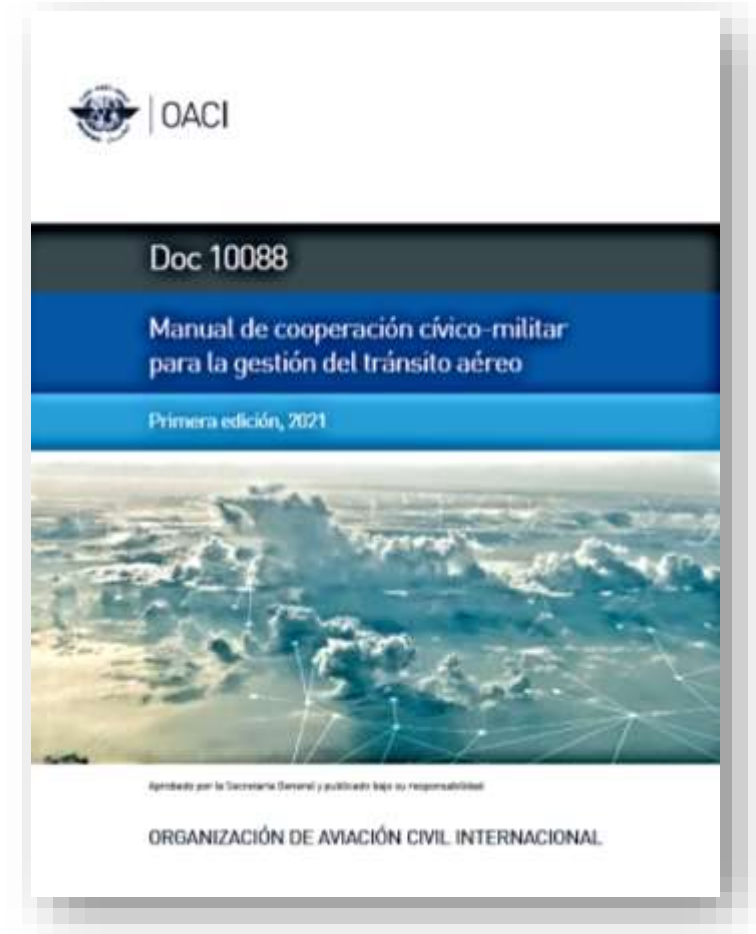 OACI
Doc 10088
Manual de cooperación cívico-militar
para la gestión del tránsito aéreo
Primera edición, 2021
Aprobado por la Secretaria General y publicado bajo su responsabilidad
ORGANIZACIÓN DE AVIACIÓN CIVIL INTERNACIONAL